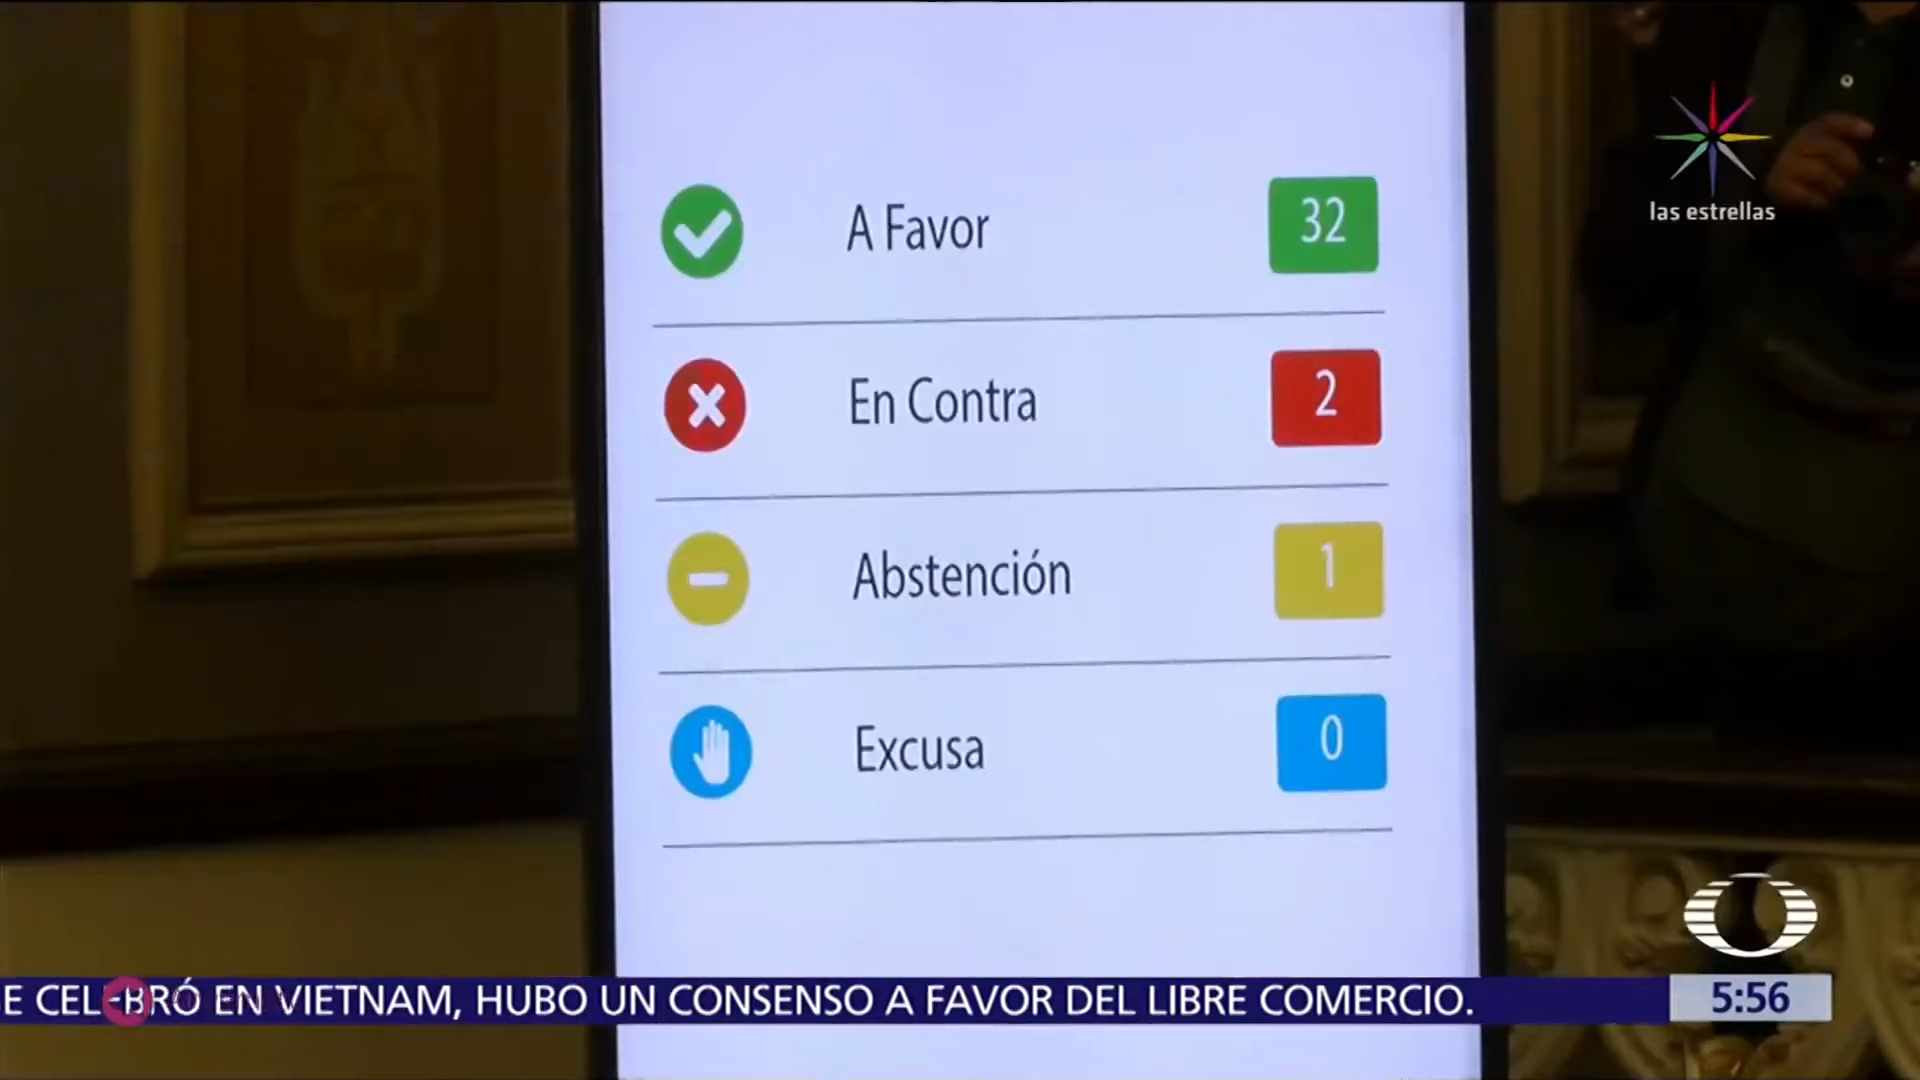 A Favor 32
las estrellas
En Contra 2
Abstención 1
Excusa 0
E CELEBRÓ EN VIETNAM, HUBO UN CONSENSO A FAVOR DEL LIBRE COMERCIO.
5:56